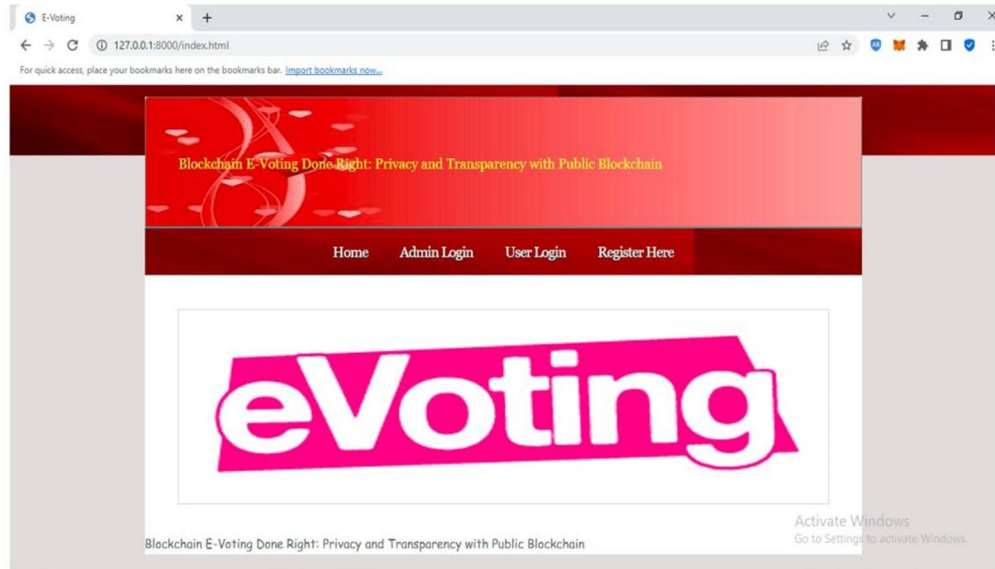 E-Voting
127.0.0.1:8000/index.html
For quick access, place your bookmarks here on the bookmarks bar. Import bookmarks now...
Blockchain E-Voting Done Right: Privacy and Transparency with Public Blockchain
Home Admin Login User Login Register Here
eVoting
Blockchain E-Voting Done Right: Privacy and Transparency with Public Blockchain
Activate Windows
Go to Settings to activate Windows.